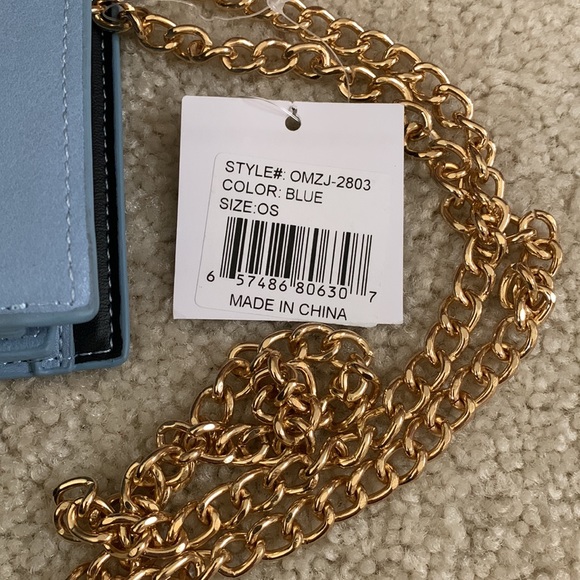 STYLE#: OMZJ-2803
COLOR: BLUE
SIZE:OS
6 57486 80630 7
MADE IN CHINA